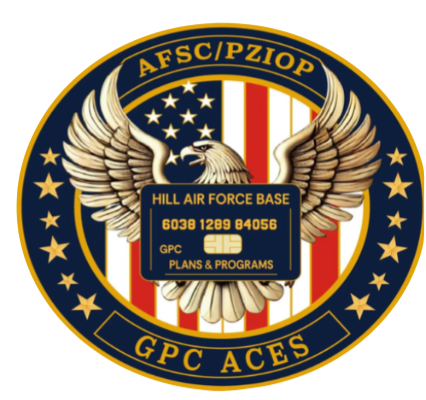 AFSC/PZIOP
HILL AIR FORCE BASE
6038 1289 84056
GPC
PLANS & PROGRAMS
GPC ACES